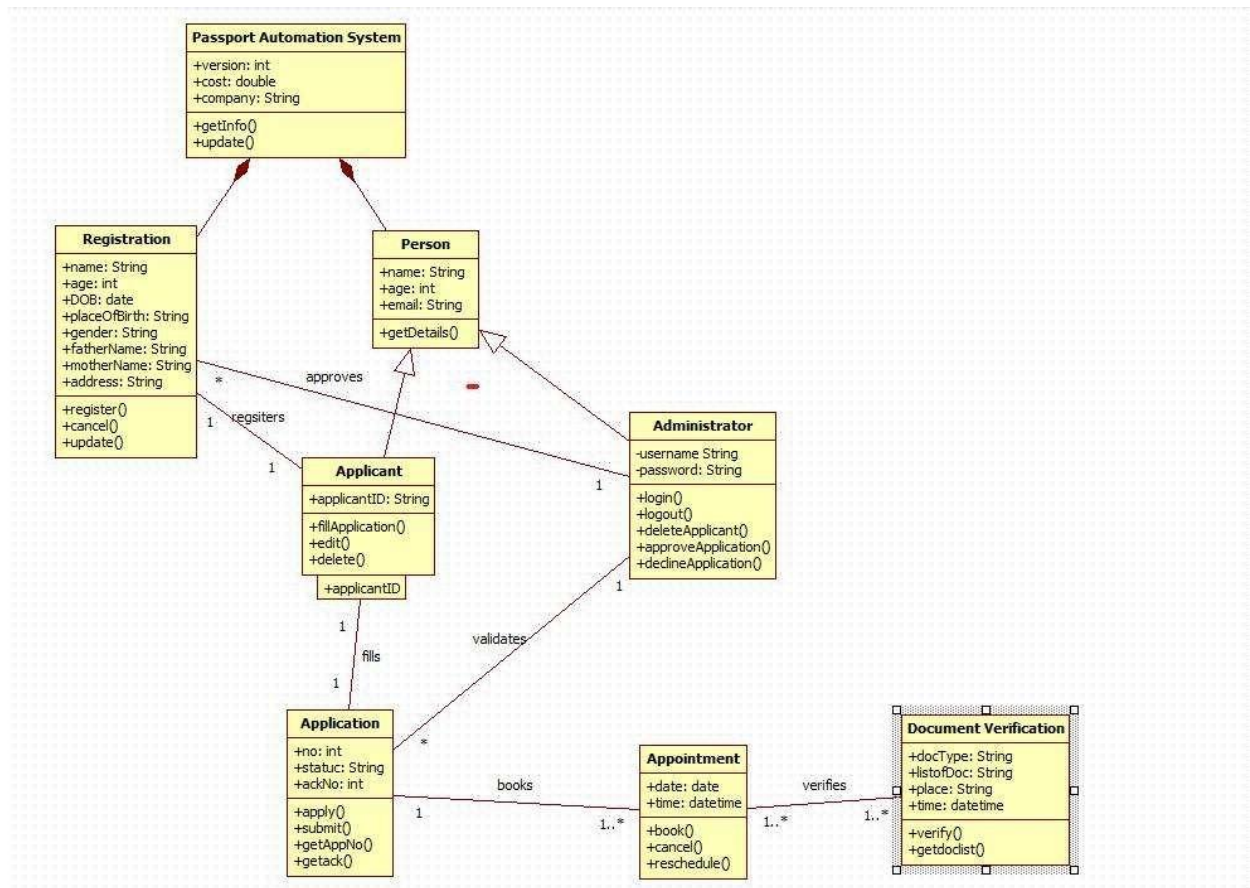 Passport Automation System
+version: int
+cost: double
+company: String
+getInfo()
+update()
Registration
+name: String
+age: int
+DOB: date
+placeOfBirth: String
+gender: String
+fatherName: String
+motherName: String
+address: String
+register()
+cancel()
+update()
Person
+name: String
+age: int
+email: String
+getDetails()
approves
*
1
regsiters
1
1
Applicant
+applicantID: String
+fillApplication()
+edit()
+delete()
+applicantID
Administrator
-username String
-password: String
+login()
+logout()
+deleteApplicant()
+approveApplication()
+declineApplication()
1
fills
1
1
validates
*
Application
+no: int
+statuc: String
+ackNo: int
+apply()
+submit()
+getAppNo()
+getack()
books
1
1..*
Appointment
+date: date
+time: datetime
+book()
+cancel()
+reschedule()
verifies
1..*
1..*
Document Verification
+docType: String
+listofDoc: String
+place: String
+time: datetime
+verify()
+getdoclist()